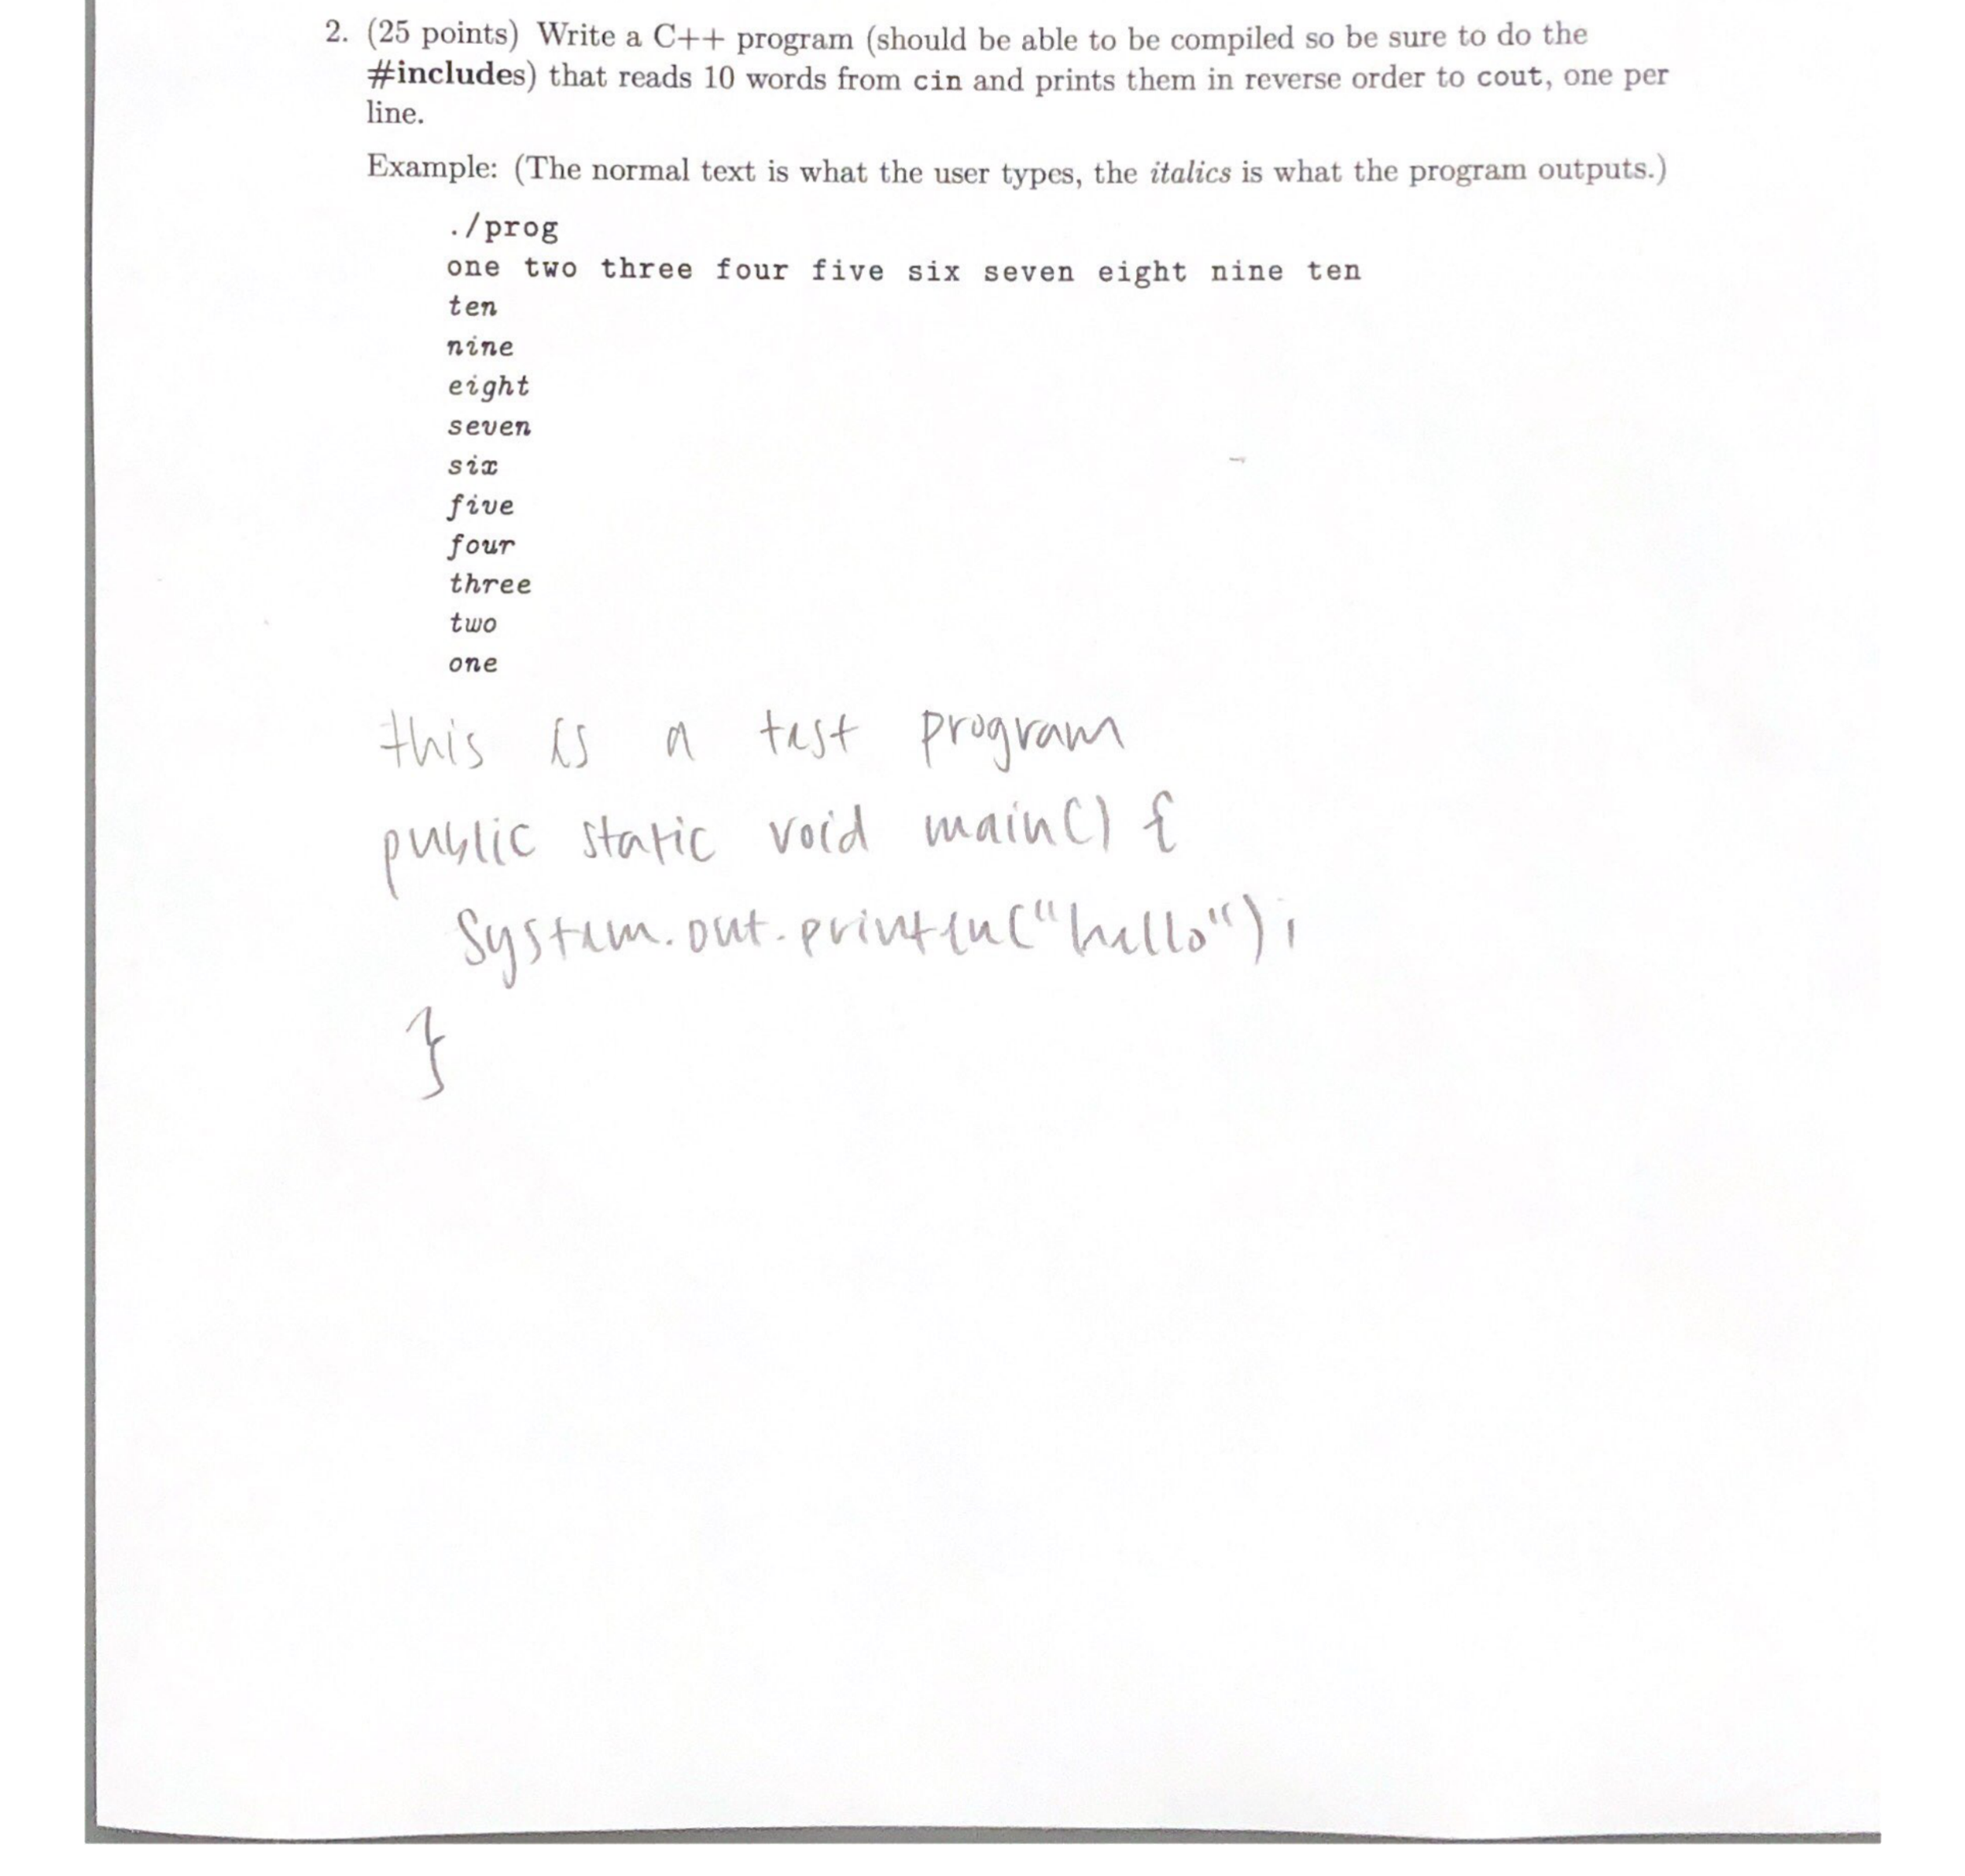 2. (25 points) Write a C++ program (should be able to be compiled so be sure to do the
#includes) that reads 10 words from cin and prints them in reverse order to cout, one per
line.
Example: (The normal text is what the user types, the italics is what the program outputs.)
./prog
one two three four five six seven eight nine ten
ten
nine
eight
seven
six
five
four
three
two
one
this is a test program
public static void main() {
System.out.println("hello");
}